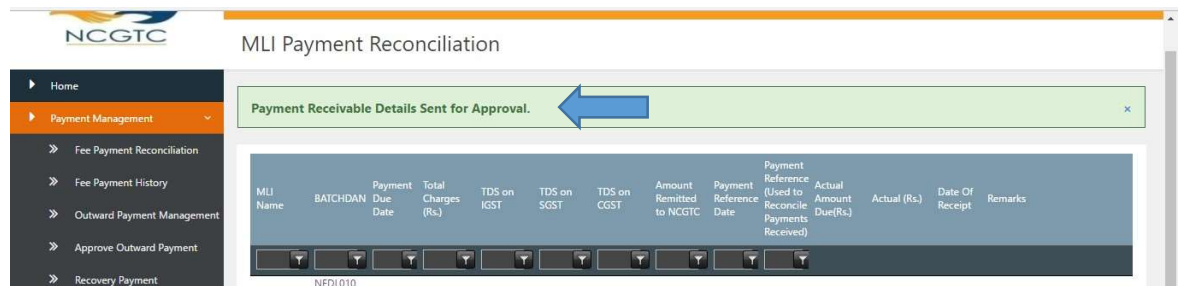 NCGTC
MLI Payment Reconciliation
Home
Payment Receivable Details Sent for Approval.
×
Payment Management
Fee Payment Reconciliation
Fee Payment History
Outward Payment Management
Approve Outward Payment
Recovery Payment
MLI Name
BATCHDAN
Payment Due Date
Total Charges (Rs.)
TDS on IGST
TDS on SGST
TDS on CGST
Amount Remitted to NCGTC
Payment Reference Date
Payment Reference (Used to Reconcile Payments Received)
Actual Amount Due(Rs.)
Actual (Rs.)
Date Of Receipt
Remarks
NEDL010